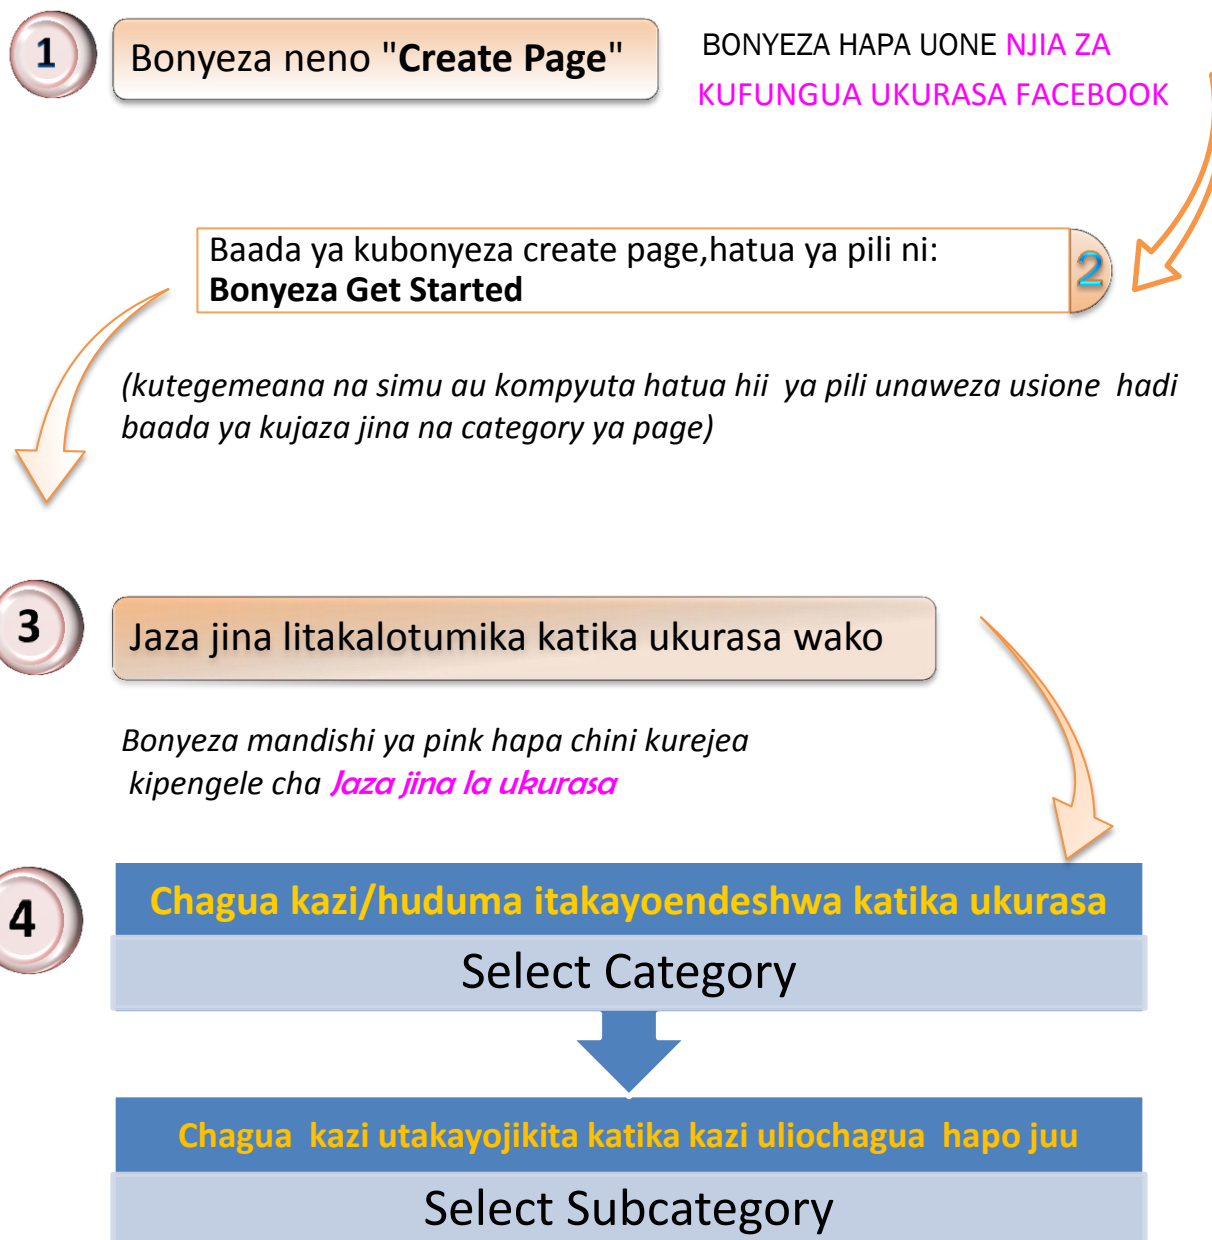 1
Bonyeza neno "Create Page"
BONYEZA HAPA UONE NJIA ZA
KUFUNGUA UKURASA FACEBOOK
Baada ya kubonyeza create page,hatua ya pili ni:
Bonyeza Get Started
2
(kutegemeana na simu au kompyuta hatua hii ya pili unaweza usione hadi
baada ya kujaza jina na category ya page)
3
Jaza jina litakalotumika katika ukurasa wako
Bonyeza mandishi ya pink hapa chini kurejea
kipengele cha Jaza jina la ukurasa
4
Chagua kazi/huduma itakayoendeshwa katika ukurasa
Select Category
Chagua kazi utakayojikita katika kazi uliochagua hapo juu
Select Subcategory